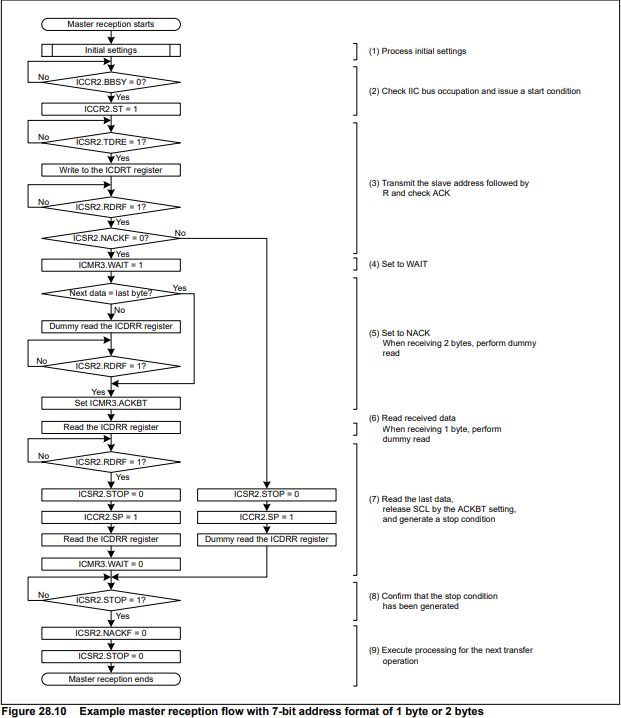 Master reception starts
Initial settings
(1) Process initial settings
No
ICCR2.BBSY = 0?
Yes
(2) Check IIC bus occupation and issue a start condition
ICCR2.ST = 1
No
ICSR2.TDRE = 1?
Yes
Write to the ICDRT register
(3) Transmit the slave address followed by
R and check ACK
No
ICSR2.RDRF = 1?
Yes
ICSR2.NACKF = 0?
No
Yes
ICMR3.WAIT = 1
(4) Set to WAIT
Next data = last byte?
Yes
No
Dummy read the ICDRR register
(5) Set to NACK
When receiving 2 bytes, perform dummy
read
No
ICSR2.RDRF = 1?
Yes
Set ICMR3.ACKBT
(6) Read received data
When receiving 1 byte, perform
dummy read
Read the ICDRR register
No
ICSR2.RDRF = 1?
Yes
ICSR2.STOP = 0
ICSR2.STOP = 0
(7) Read the last data,
release SCL by the ACKBT setting,
and generate a stop condition
ICCR2.SP = 1
ICCR2.SP = 1
Read the ICDRR register
Dummy read the ICDRR register
ICMR3.WAIT = 0
No
ICSR2.STOP = 1?
Yes
(8) Confirm that the stop condition
has been generated
ICSR2.NACKF = 0
ICSR2.STOP = 0
(9) Execute processing for the next transfer
operation
Master reception ends
Figure 28.10 Example master reception flow with 7-bit address format of 1 byte or 2 bytes